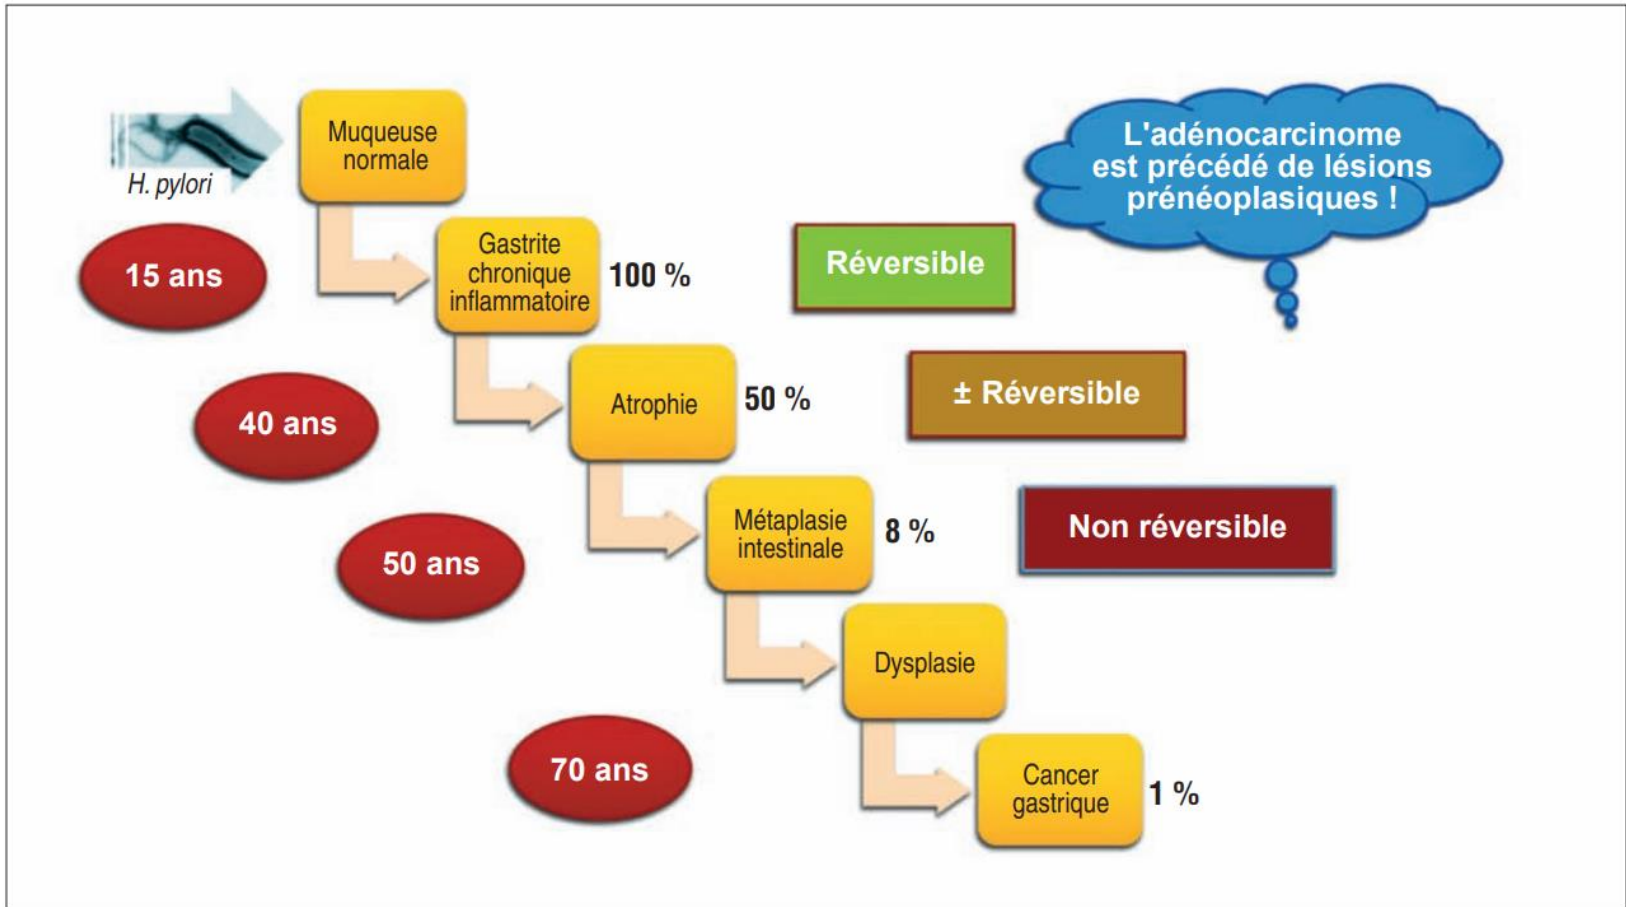 H. pylori
Muqueuse
normale
L'adénocarcinome
est précédé de lésions
prénéoplasiques !
15 ans
Gastrite
chronique
inflammatoire
100 %
Réversible
40 ans
Atrophie
50 %
± Réversible
50 ans
Métaplasie
intestinale
8 %
Non réversible
Dysplasie
70 ans
Cancer
gastrique
1 %